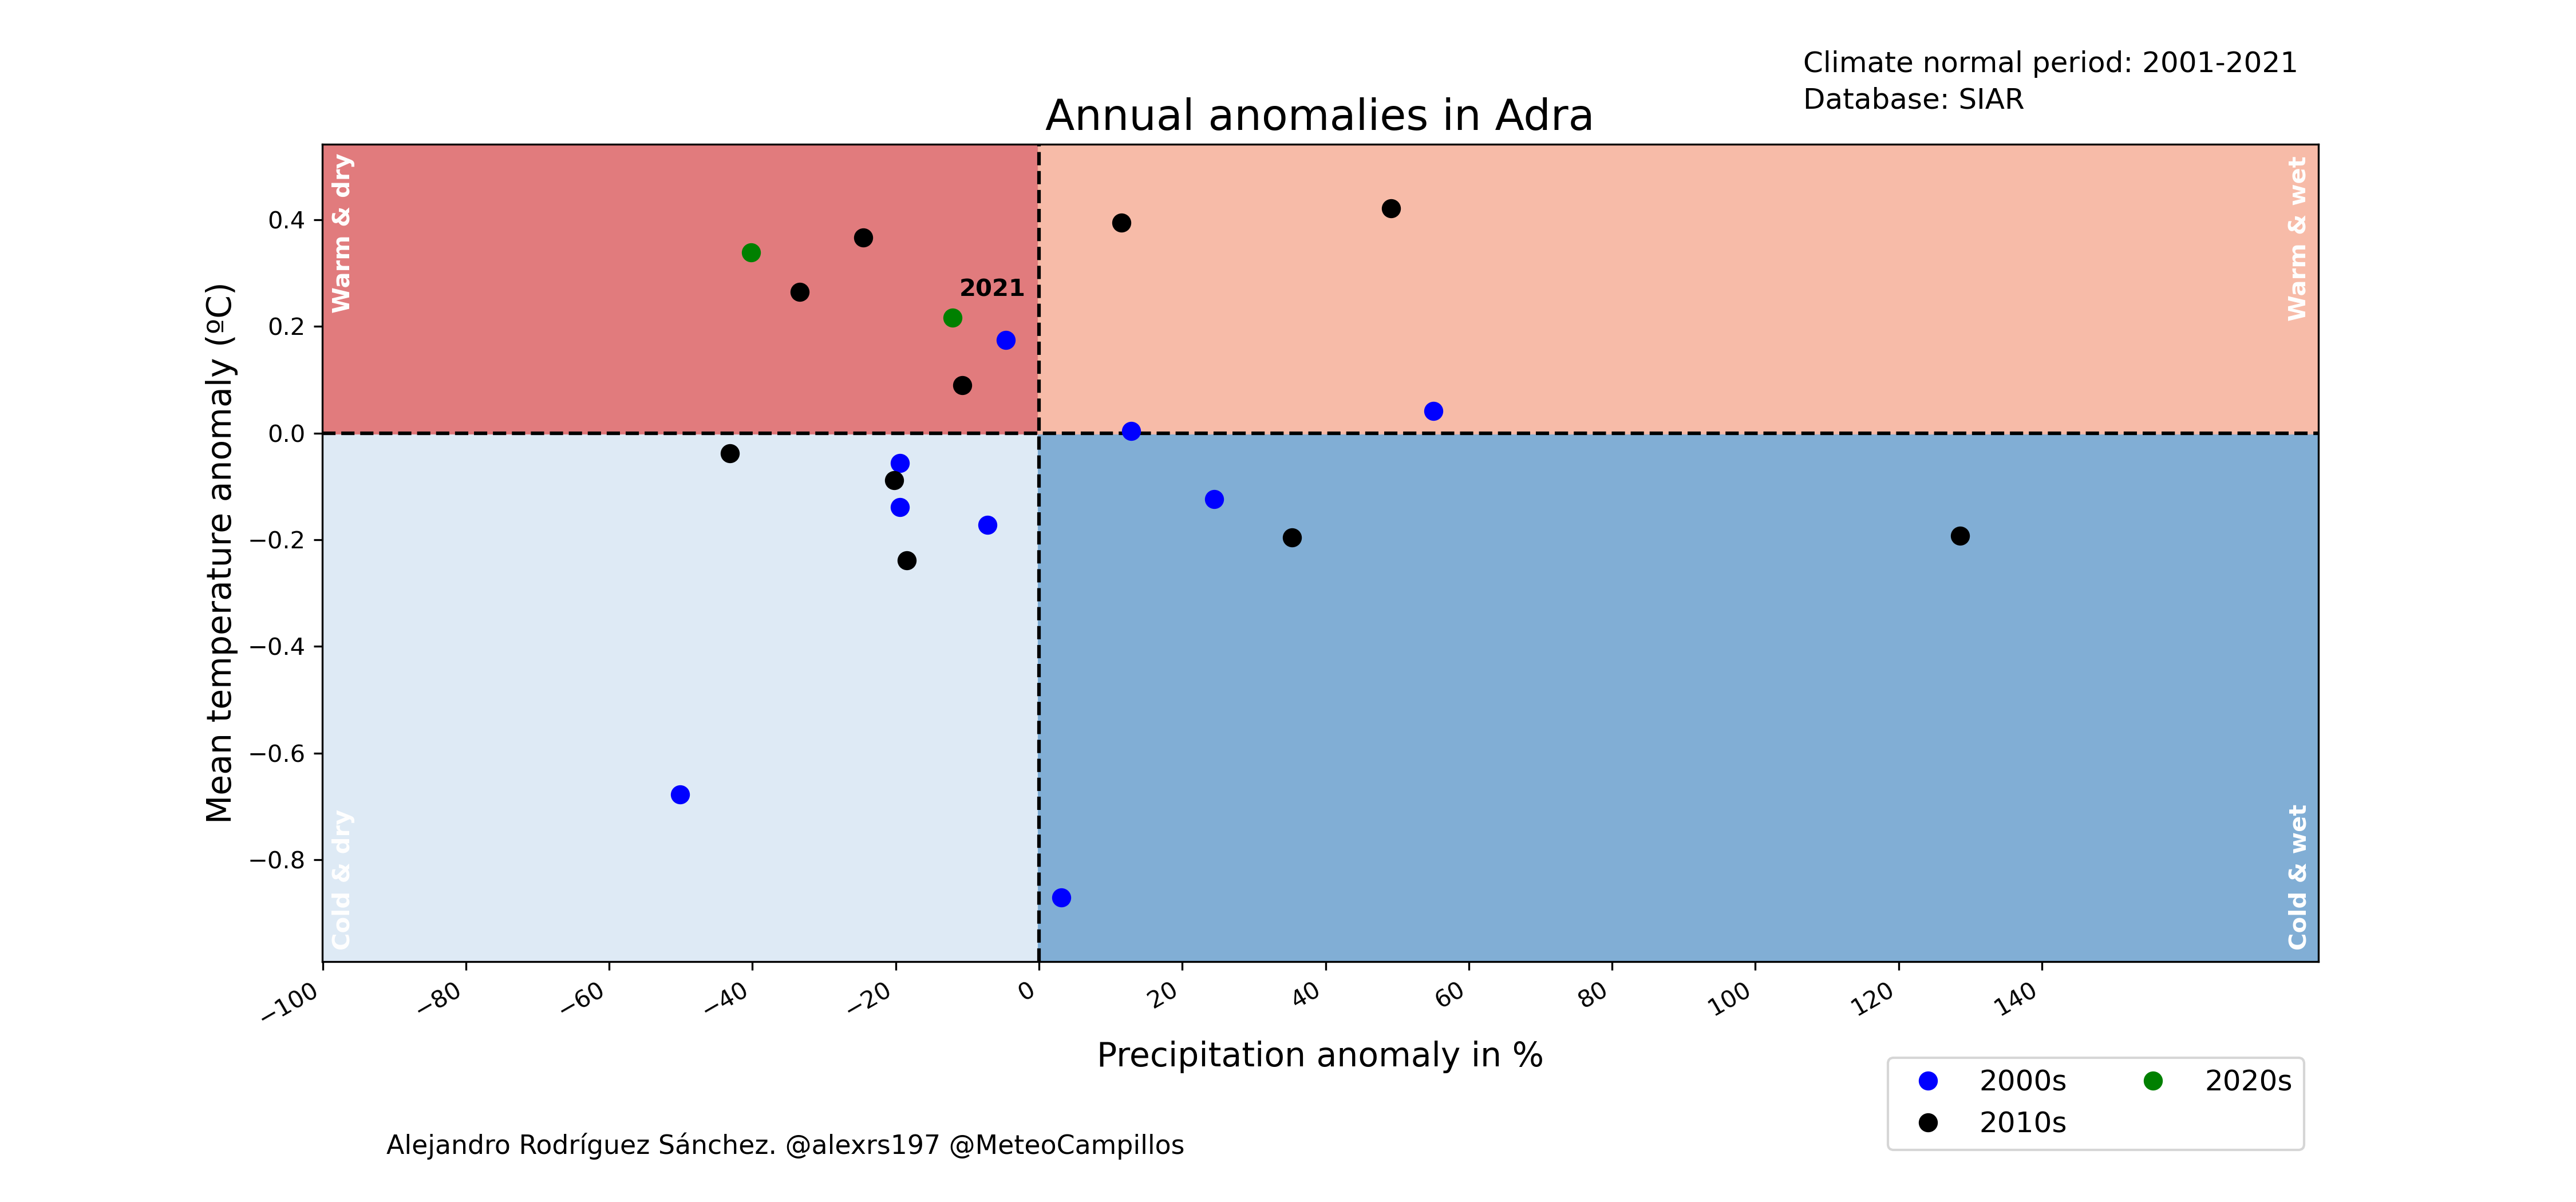 Climate normal period: 2001-2021
Database: SIAR
Annual anomalies in Adra
Warm & dry
Warm & wet
2021
Cold & dry
Cold & wet
Mean temperature anomaly (ºC)
0.4
0.2
0.0
−0.2
−0.4
−0.6
−0.8
−100 −80 −60 −40 −20 0 20 40 60 80 100 120 140
Precipitation anomaly in %
2000s 2020s
2010s
Alejandro Rodríguez Sánchez. @alexrs197 @MeteoCampillos